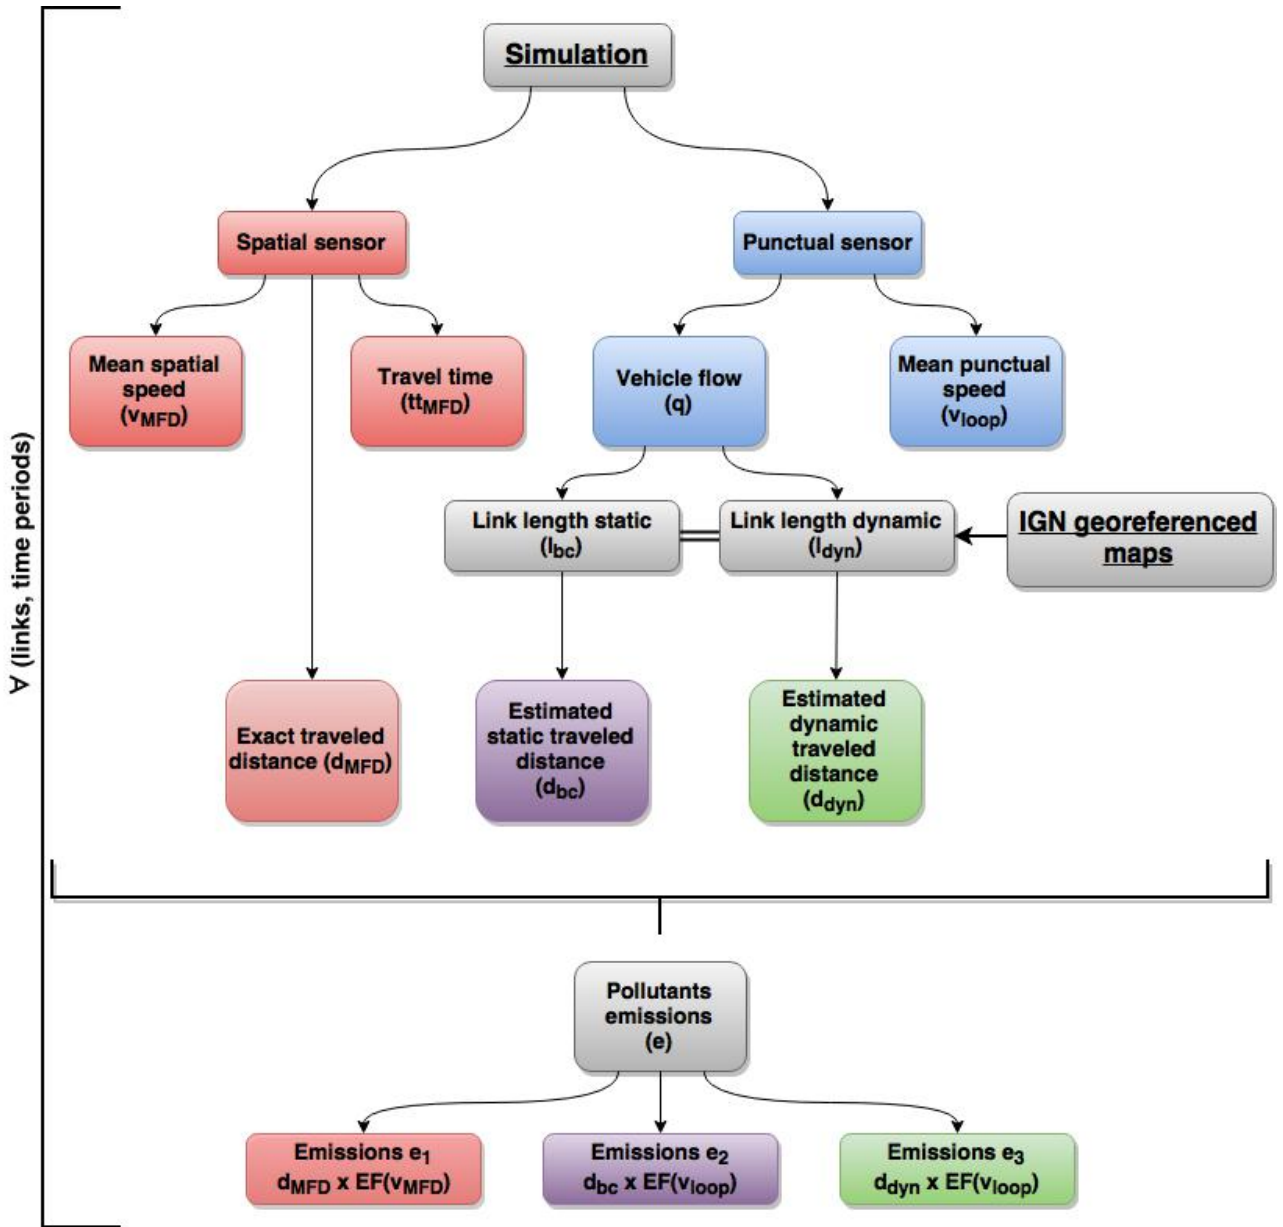 Simulation
Spatial sensor
Punctual sensor
Mean spatial
speed
(vMFD)
Travel time
(ttMFD)
Vehicle flow
(q)
Mean punctual
speed
(vloop)
Link length static
(lbc)
Link length dynamic
(ldyn)
IGN georeferenced
maps
∀ (links, time periods)
Exact traveled
distance (dMFD)
Estimated
static traveled
distance
(dbc)
Estimated
dynamic
traveled
distance
(ddyn)
Pollutants
emissions
(e)
Emissions e1
dMFD x EF(vMFD)
Emissions e2
dbc x EF(vloop)
Emissions e3
ddyn x EF(vloop)